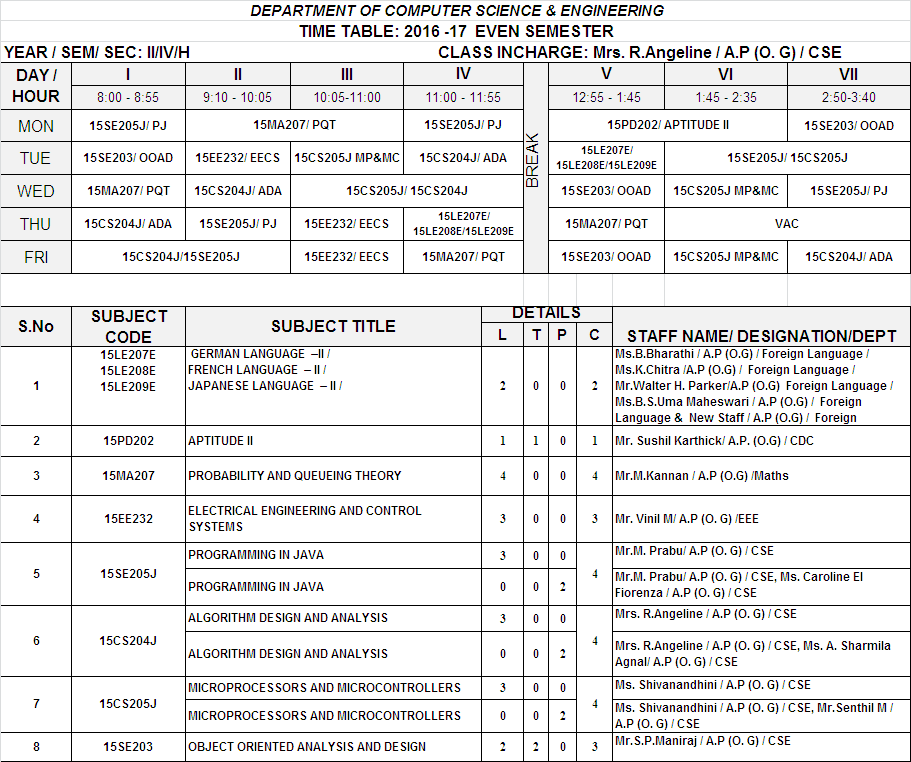 DEPARTMENT OF COMPUTER SCIENCE & ENGINEERING
TIME TABLE: 2016 -17 EVEN SEMESTER
YEAR / SEM/ SEC: II/IV/H CLASS INCHARGE: Mrs. R.Angeline / A.P (O. G) / CSE
DAY / HOUR I II III IV BREAK V VI VII
8:00 - 8:55 9:10 - 10:05 10:05-11:00 11:00 - 11:55 12:55 - 1:45 1:45 - 2:35 2:50-3:40
MON 15SE205J/ PJ 15MA207/ PQT 15SE205J/ PJ 15PD202/ APTITUDE II 15SE203/ OOAD
TUE 15SE203/ OOAD 15EE232/ EECS 15CS205J MP&MC 15CS204J/ ADA 15LE207E/ 15LE208E/15LE209E 15SE205J/ 15CS205J
WED 15MA207/ PQT 15CS204J/ ADA 15CS205J/ 15CS204J 15SE203/ OOAD 15CS205J MP&MC 15SE205J/ PJ
THU 15CS204J/ ADA 15SE205J/ PJ 15EE232/ EECS 15LE207E/ 15LE208E/15LE209E 15MA207/ PQT VAC
FRI 15CS204J/15SE205J 15EE232/ EECS 15MA207/ PQT 15SE203/ OOAD 15CS205J MP&MC 15CS204J/ ADA
S.No SUBJECT CODE SUBJECT TITLE DETAILS STAFF NAME/ DESIGNATION/DEPT
L T P C
1 15LE207E 15LE208E 15LE209E GERMAN LANGUAGE –II / FRENCH LANGUAGE – II / JAPANESE LANGUAGE – II / 2 0 0 2 Ms.B.Bharathi / A.P (O.G) / Foreign Language / Ms.K.Chitra /A.P (O.G) / Foreign Language / Mr.Walter H. Parker/A.P (O.G) Foreign Language / Ms.B.S.Uma Maheswari / A.P (O.G) / Foreign Language & New Staff / A.P (O.G) / Foreign
2 15PD202 APTITUDE II 1 1 0 1 Mr. Sushil Karthick/ A.P. (O.G) / CDC
3 15MA207 PROBABILITY AND QUEUEING THEORY 4 0 0 4 Mr.M.Kannan / A.P (O.G) /Maths
4 15EE232 ELECTRICAL ENGINEERING AND CONTROL SYSTEMS 3 0 0 3 Mr. Vinil M/ A.P (O. G) /EEE
5 15SE205J PROGRAMMING IN JAVA 3 0 0 4 Mr.M. Prabu/ A.P (O. G) / CSE
PROGRAMMING IN JAVA 0 0 2 Mr.M. Prabu/ A.P (O. G) / CSE, Ms. Caroline El Fiorenza / A.P (O. G) / CSE
6 15CS204J ALGORITHM DESIGN AND ANALYSIS 3 0 0 4 Mrs. R.Angeline / A.P (O. G) / CSE
ALGORITHM DESIGN AND ANALYSIS 0 0 2 Mrs. R.Angeline / A.P (O. G) / CSE, Ms. A. Sharmila Agnal/ A.P (O. G) / CSE
7 15CS205J MICROPROCESSORS AND MICROCONTROLLERS 3 0 0 4 Ms. Shivanandhini / A.P (O. G) / CSE
MICROPROCESSORS AND MICROCONTROLLERS 0 0 2 Ms. Shivanandhini / A.P (O. G) / CSE, Mr.Senthil M / A.P (O. G) / CSE
8 15SE203 OBJECT ORIENTED ANALYSIS AND DESIGN 2 2 0 3 Mr.S.P.Maniraj / A.P (O. G) / CSE